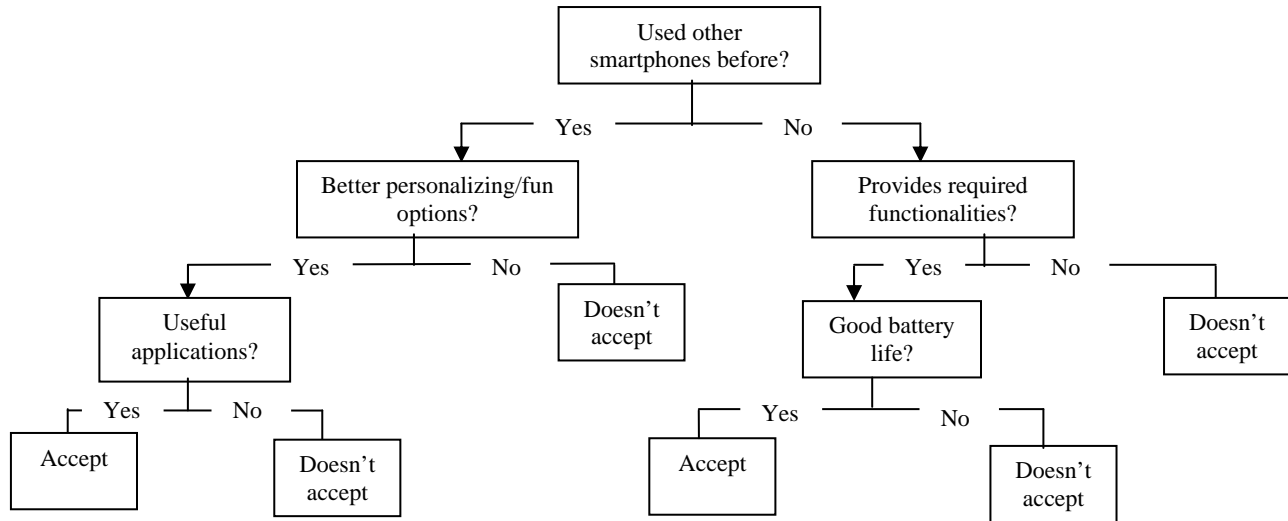 Used other
smartphones before?
Yes
No
Better personalizing/fun
options?
Provides required
functionalities?
Yes
No
Yes
No
Useful
applications?
Doesn't
accept
Good battery
life?
Doesn't
accept
Yes
No
Yes
No
Accept
Doesn't
accept
Accept
Doesn't
accept